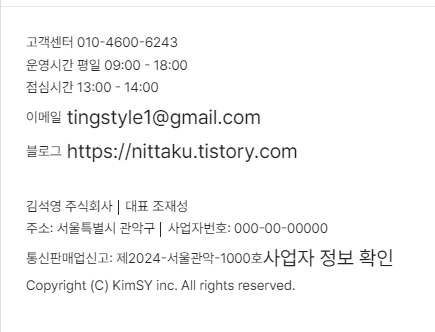 고객센터 010-4600-6243
운영시간 평일 09:00 - 18:00
점심시간 13:00 - 14:00
이메일 tingstyle1@gmail.com
블로그 https://nittaku.tistory.com
김석영 주식회사 | 대표 조재성
주소: 서울특별시 관악구 | 사업자번호: 000-00-00000
통신판매업신고: 제2024-서울관악-1000호사업자 정보 확인
Copyright (C) KimSY inc. All rights reserved.